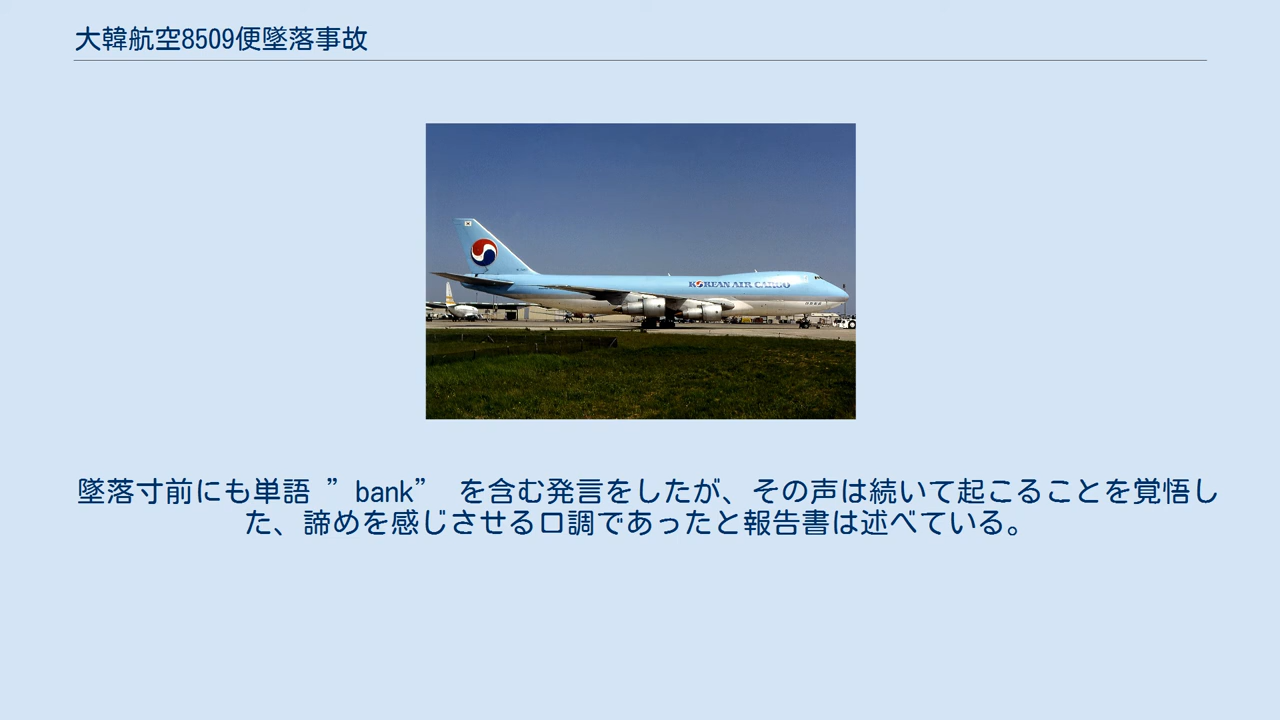 大韓航空8509便墜落事故
KOREAN AIR CARGO
墜落寸前にも単語 ”bank” を含む発言をしたが、その声は続いて起こることを覚悟し
た、諦めを感じさせる口調であったと報告書は述べている。